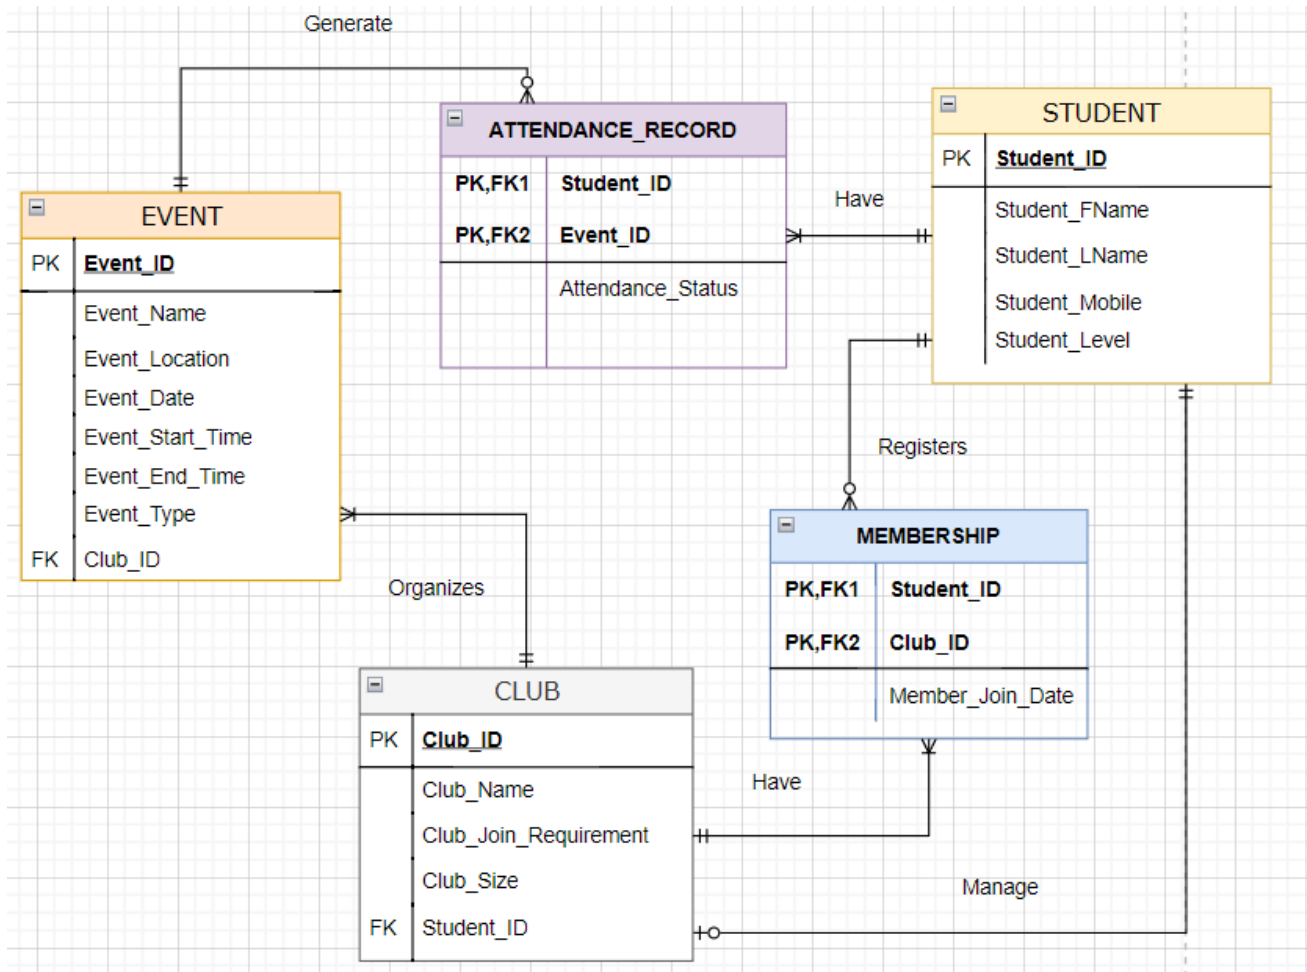 Generate
ATTENDANCE_RECORD
PK,FK1 Student_ID
PK,FK2 Event_ID
Attendance_Status
STUDENT
PK Student_ID
Student_FName
Student_LName
Student_Mobile
Student_Level
Have
EVENT
PK Event_ID
Event_Name
Event_Location
Event_Date
Event_Start_Time
Event_End_Time
Event_Type
FK Club_ID
Registers
Organizes
MEMBERSHIP
PK,FK1 Student_ID
PK,FK2 Club_ID
Member_Join_Date
CLUB
PK Club_ID
Club_Name
Club_Join_Requirement
Club_Size
FK Student_ID
Have
Manage